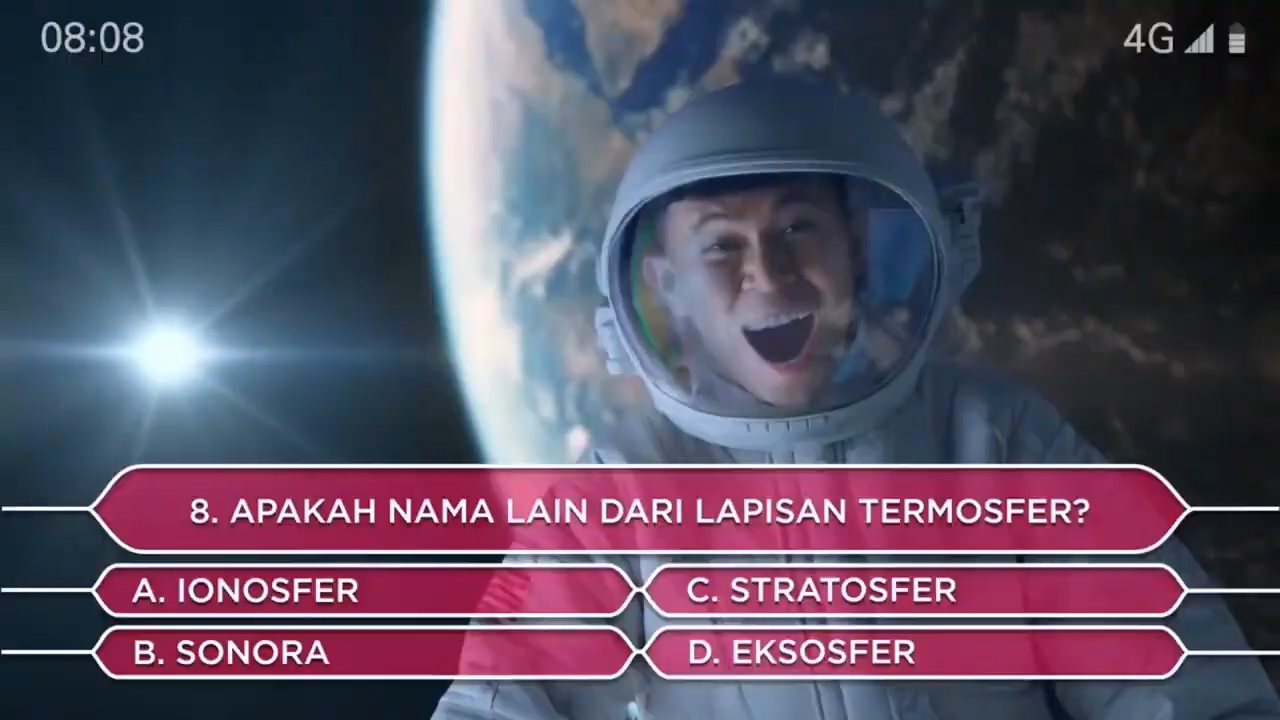 08:08
4G
8. APAKAH NAMA LAIN DARI LAPISAN TERMOSFER?
A. IONOSFER
C. STRATOSFER
B. SONORA
D. EKSOSFER